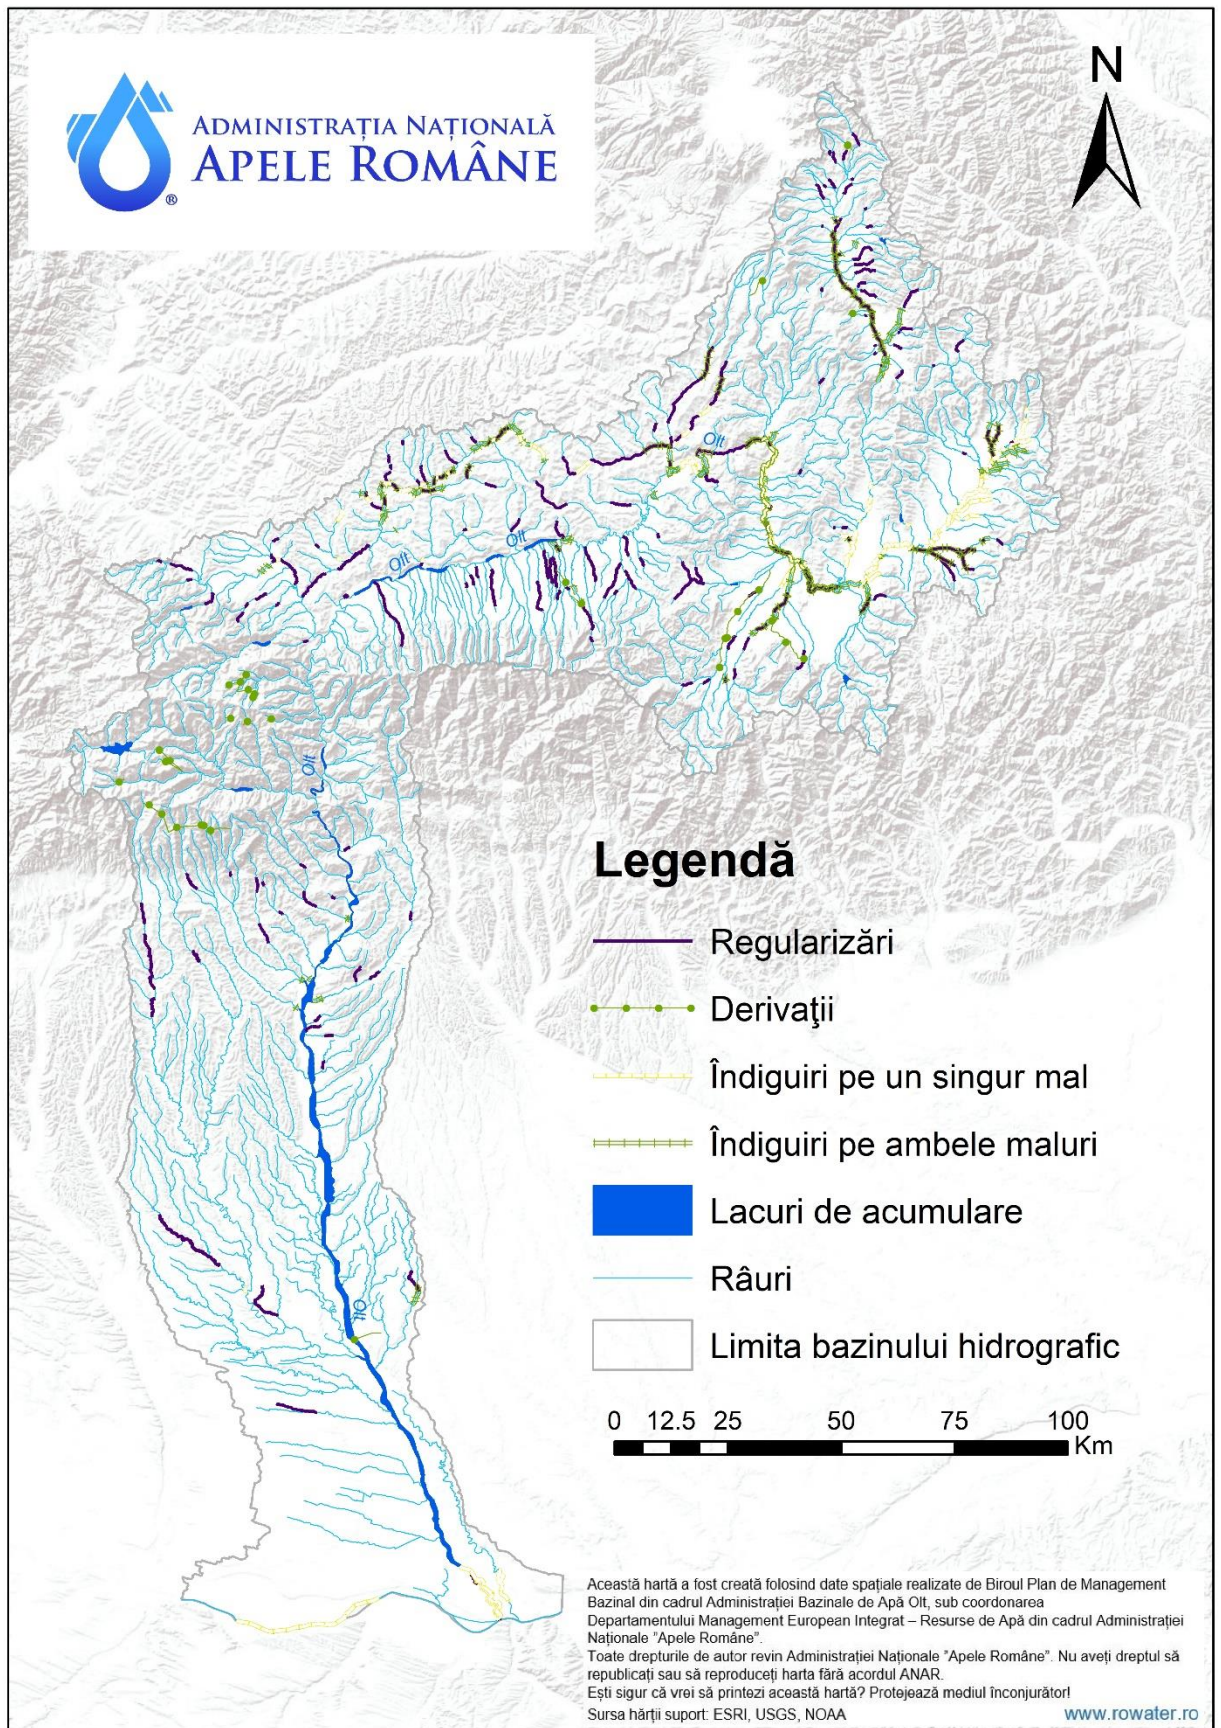 ADMINISTRAȚIA NAȚIONALĂ
APELE ROMÂNE
®
N
Olt
Olt
Olt
Olt
Olt
Legendă
Regularizări
Derivaţii
Îndiguiri pe un singur mal
Îndiguiri pe ambele maluri
Lacuri de acumulare
Râuri
Limita bazinului hidrografic
0 12.5 25 50 75 100
Km
Această hartă a fost creată folosind date spațiale realizate de Biroul Plan de Management
Bazinal din cadrul Administrației Bazinale de Apă Olt, sub coordonarea
Departamentului Management European Integrat – Resurse de Apă din cadrul Administrației
Naționale "Apele Române".
Toate drepturile de autor revin Administrației Naționale "Apele Române". Nu aveți dreptul să
republicați sau să reproduceți harta fără acordul ANAR.
Ești sigur că vrei să printezi această hartă? Protejează mediul înconjurător!
Sursa hărții suport: ESRI, USGS, NOAA
www.rowater.ro